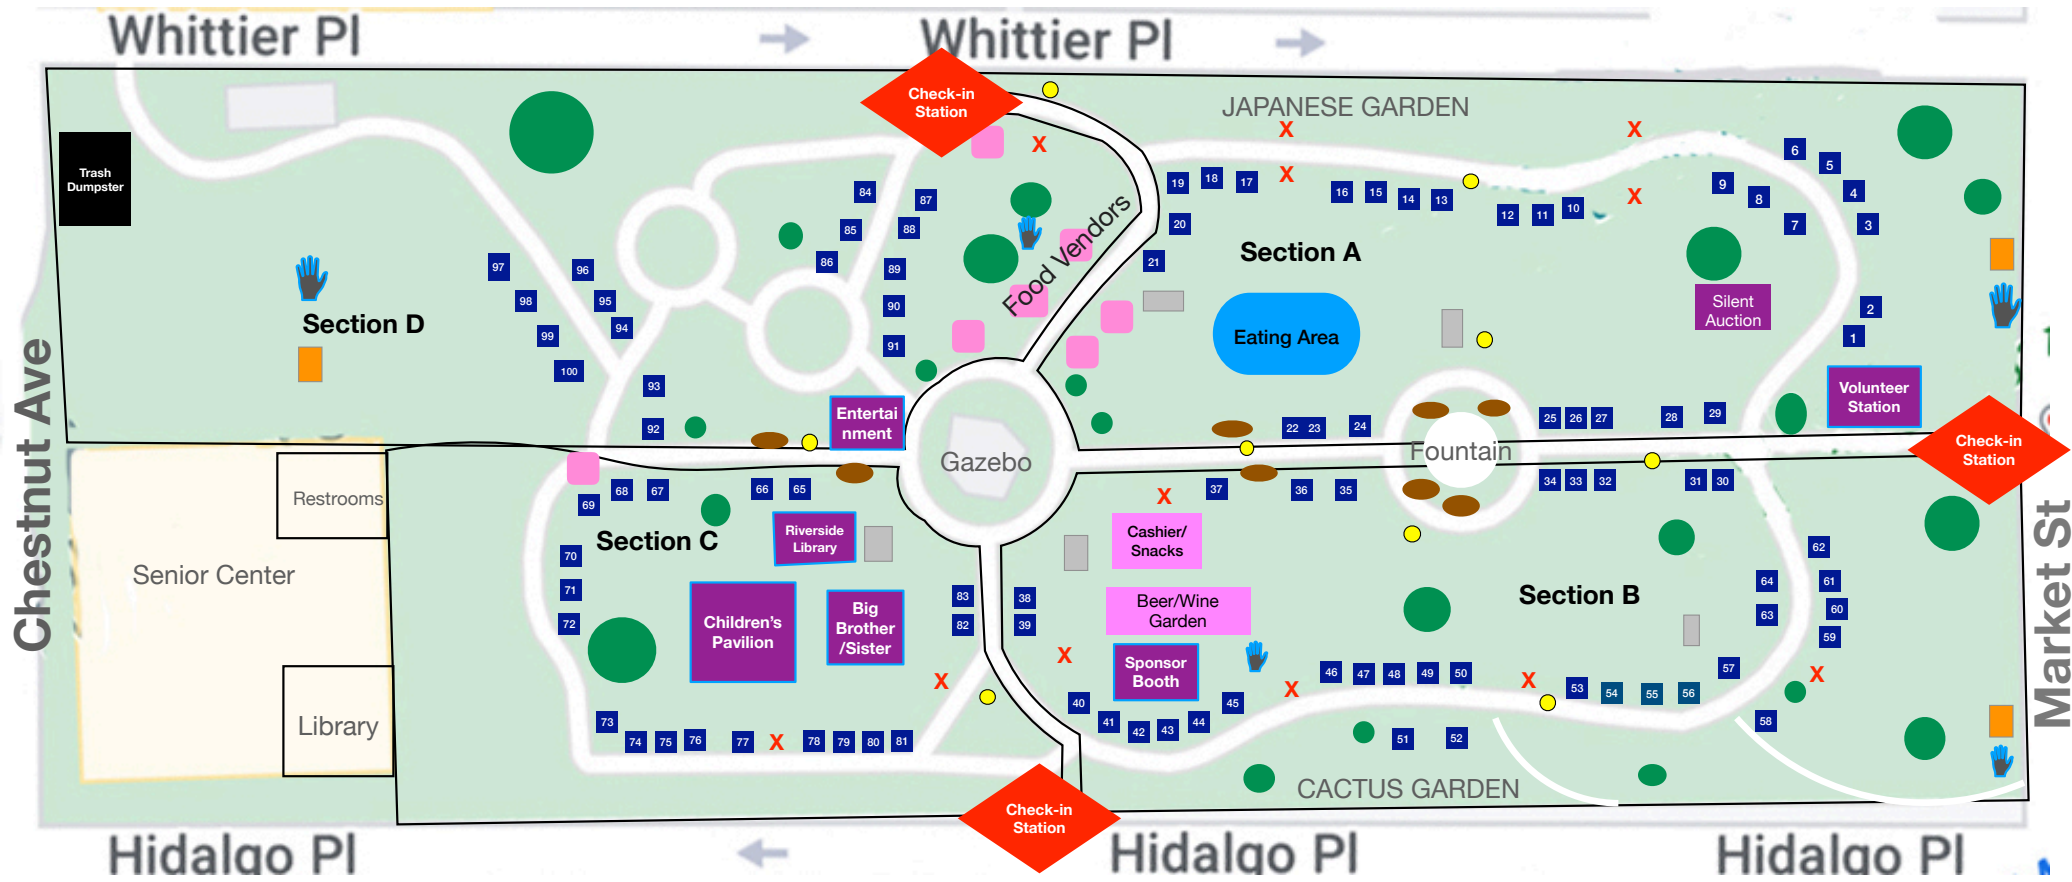 Whittier Pl
Whittier Pl
Check-in
Station
JAPANESE GARDEN
X
X
X
X
X
Trash
Dumpster
6
5
4
3
9
8
7
19
18
17
16
15
14
13
12
11
10
20
21
84
85
86
87
88
89
90
91
Food Vendors
Section A
Eating Area
Silent
Auction
2
1
Volunteer
Station
97
98
99
100
96
95
94
93
92
Section D
Entertai
nment
Gazebo
22
23
24
Fountain
25
26
27
28
29
Check-in
Station
Chestnut Ave
Market St
Restrooms
Senior Center
Library
69
68
67
66
65
Section C
Riverside
Library
70
71
72
Children's
Pavilion
Big
Brother
/Sister
83
82
38
39
X
37
36
35
34
33
32
31
30
Cashier/
Snacks
Beer/Wine
Garden
Sponsor
Booth
Section B
62
64
61
63
60
59
57
58
X
X
X
X
X
X
73
74
75
76
77
78
79
80
81
40
41
42
43
44
45
46
47
48
49
50
53
54
55
56
51
52
CACTUS GARDEN
Check-in
Station
Hidalgo Pl
Hidalgo Pl
Hidalgo Pl